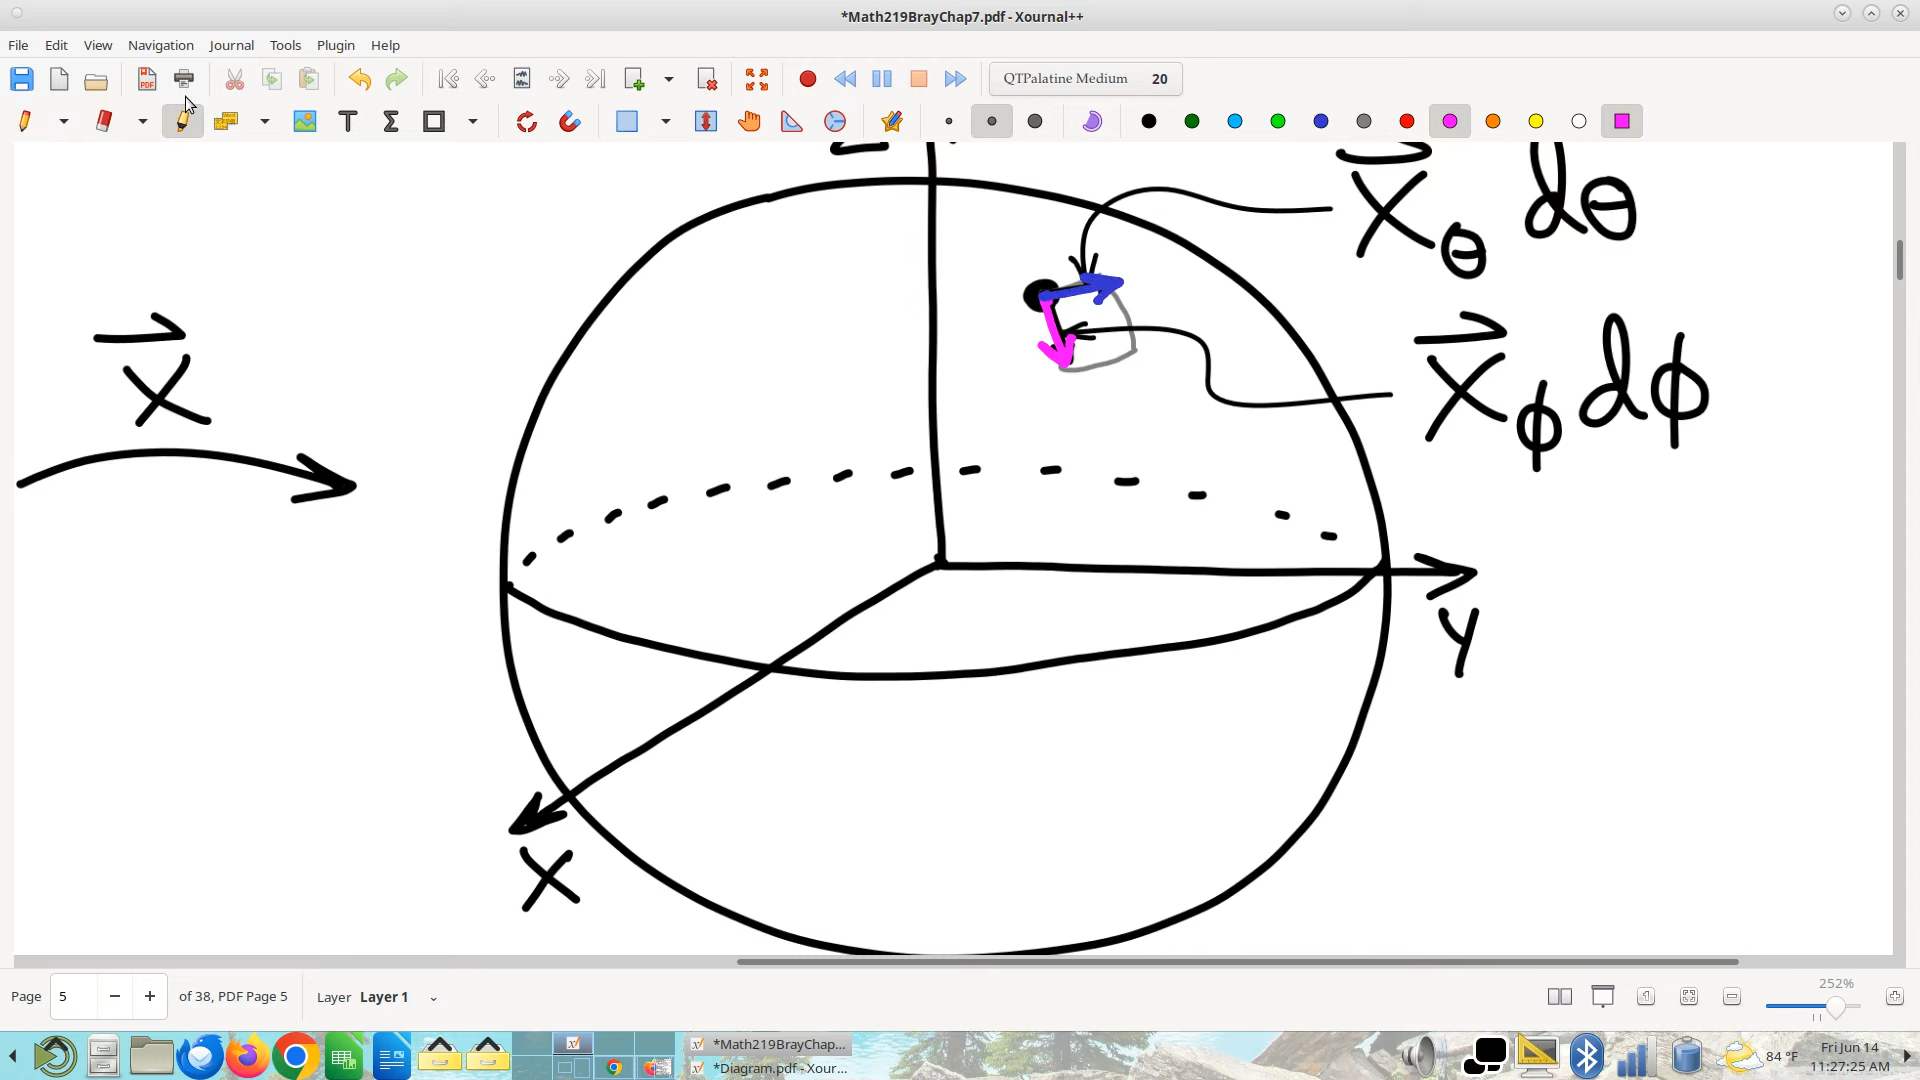 *Math219BrayChap7.pdf - Xournal++
File Edit View Navigation Journal Tools Plugin Help
QTPalatine Medium 20
x⃗_θ dθ
x⃗
x⃗_ϕ dϕ
y
x
Page 5 of 38, PDF Page 5 Layer Layer 1
252%
*Math219BrayChap...
*Diagram.pdf - Xour...
84 °F
Fri Jun 14
11:27:25 AM